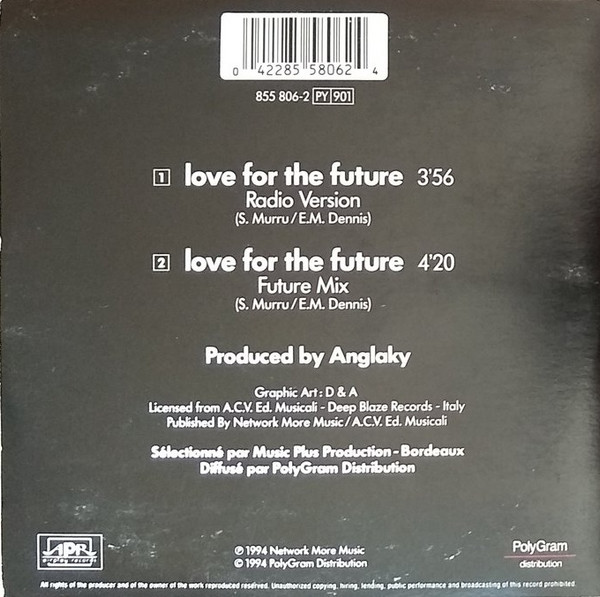 0 42285 58062 4
855 806-2 PY 901
1 love for the future 3'56
Radio Version
(S. Murru/E.M. Dennis)
2 love for the future 4'20
Future Mix
(S. Murru/E.M. Dennis)
Produced by Anglaky
Graphic Art: D & A
Licensed from A.C.V. Ed. Musicali - Deep Blaze Records - Italy
Published By Network More Music/A.C.V. Ed. Musicali
Sélectionné par Music Plus Production - Bordeaux
Diffusé par PolyGram Distribution
APR
airplay records
℗ 1994 Network More Music
© 1994 PolyGram Distribution
PolyGram
distribution
All rights of the producer and of the owner of the work reproduced reserved. Unauthorized copying, hiring, lending, public performance and broadcasting of this record prohibited.